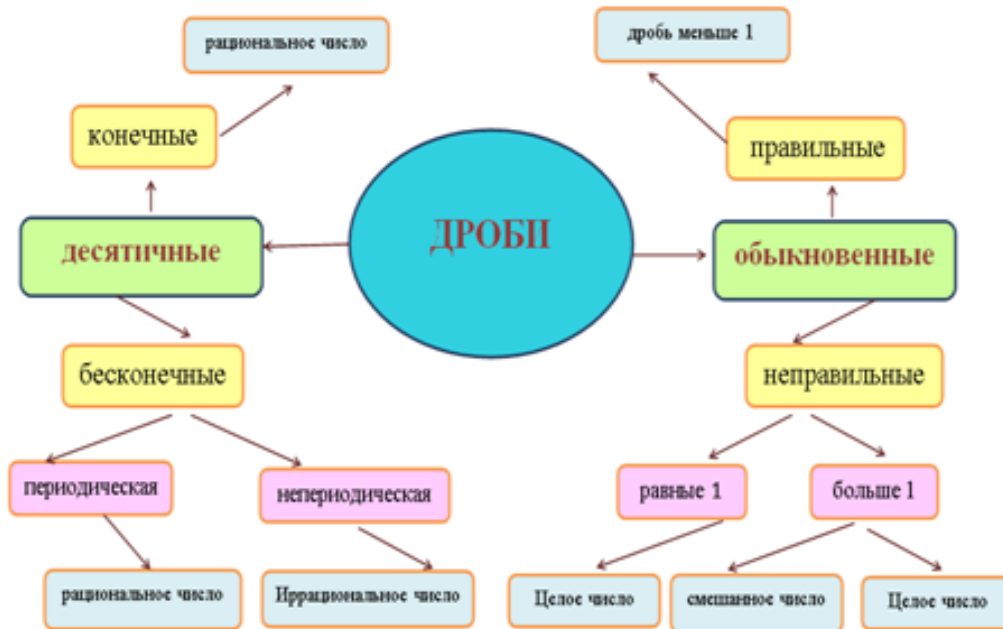 рациональное число
дробь меньше 1
конечные
правильные
ДРОБИ
десятичные
обыкновенные
бесконечные
неправильные
периодическая
непериодическая
равные 1
больше 1
рациональное число
Иррациональное число
Целое число
смешанное число
Целое число